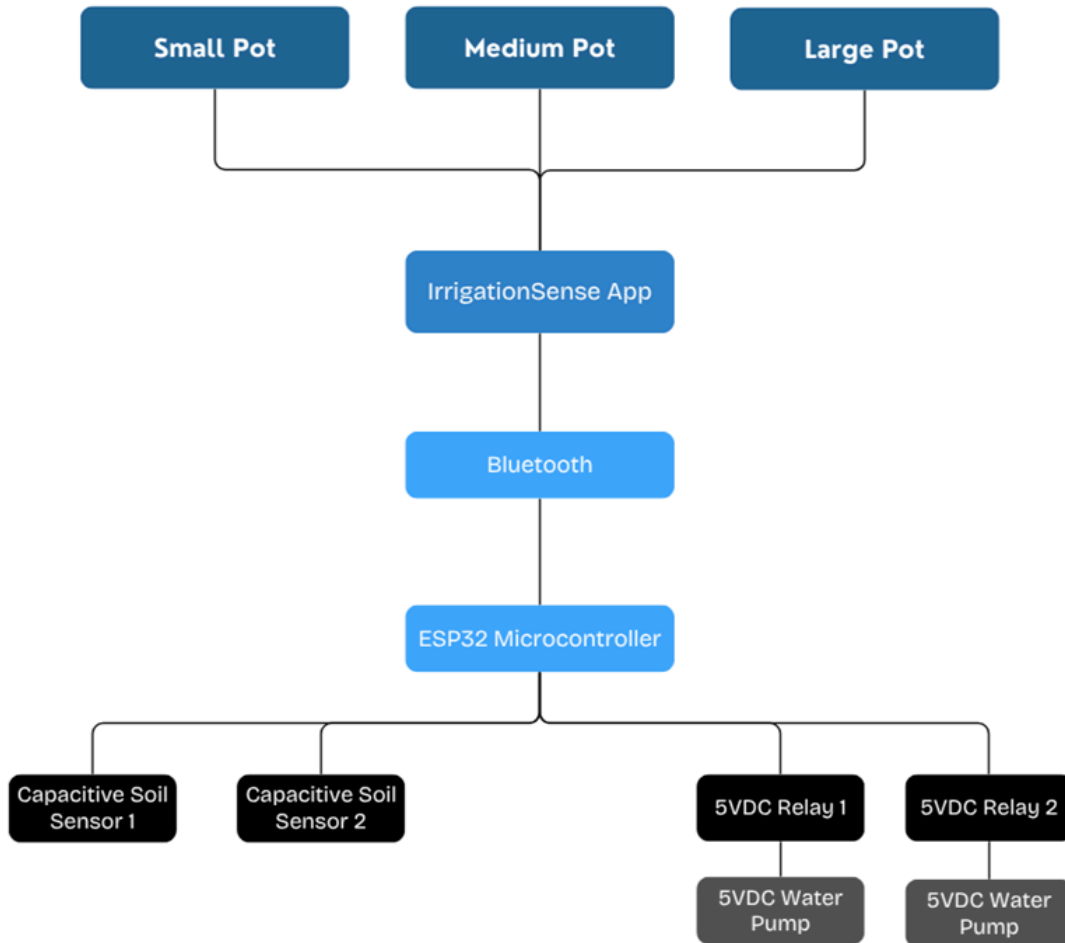 Small Pot
Medium Pot
Large Pot
IrrigationSense App
Bluetooth
ESP32 Microcontroller
Capacitive Soil
Sensor 1
Capacitive Soil
Sensor 2
5VDC Relay 1
5VDC Relay 2
5VDC Water
Pump
5VDC Water
Pump